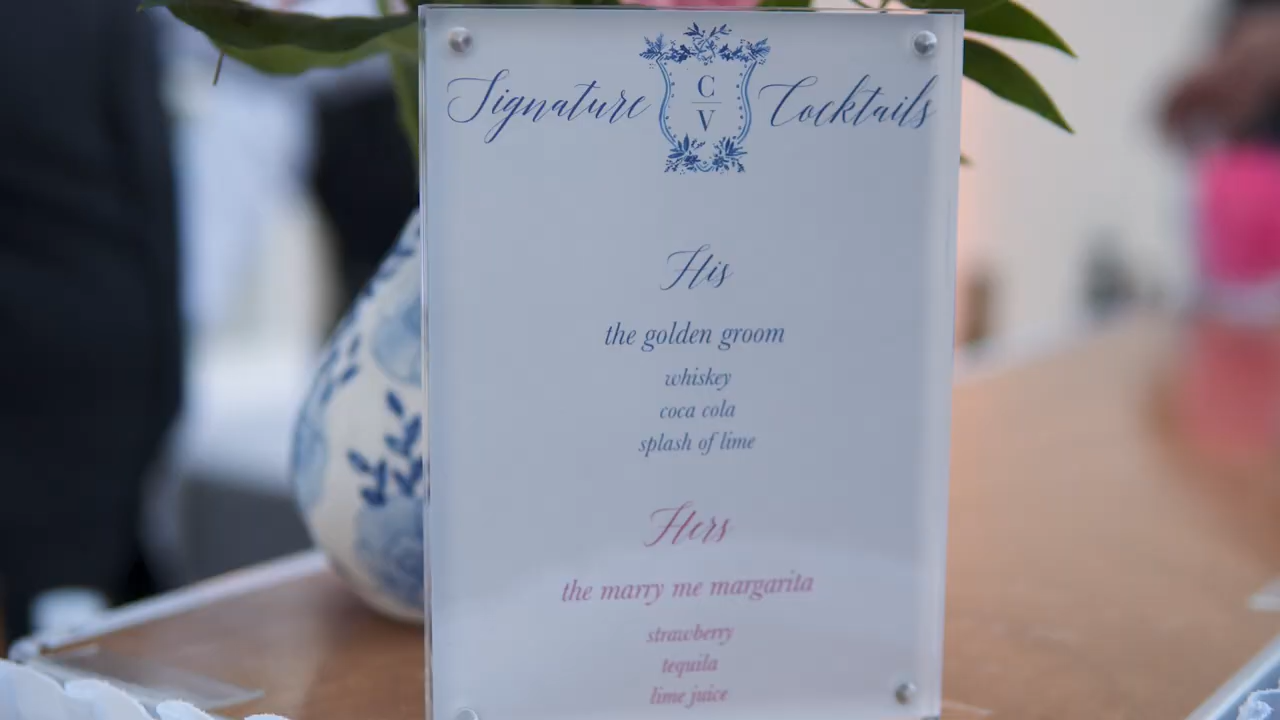 Signature Cocktails
C
V
His
the golden groom
whiskey
coca cola
splash of lime
Hers
the marry me margarita
strawberry
tequila
lime juice